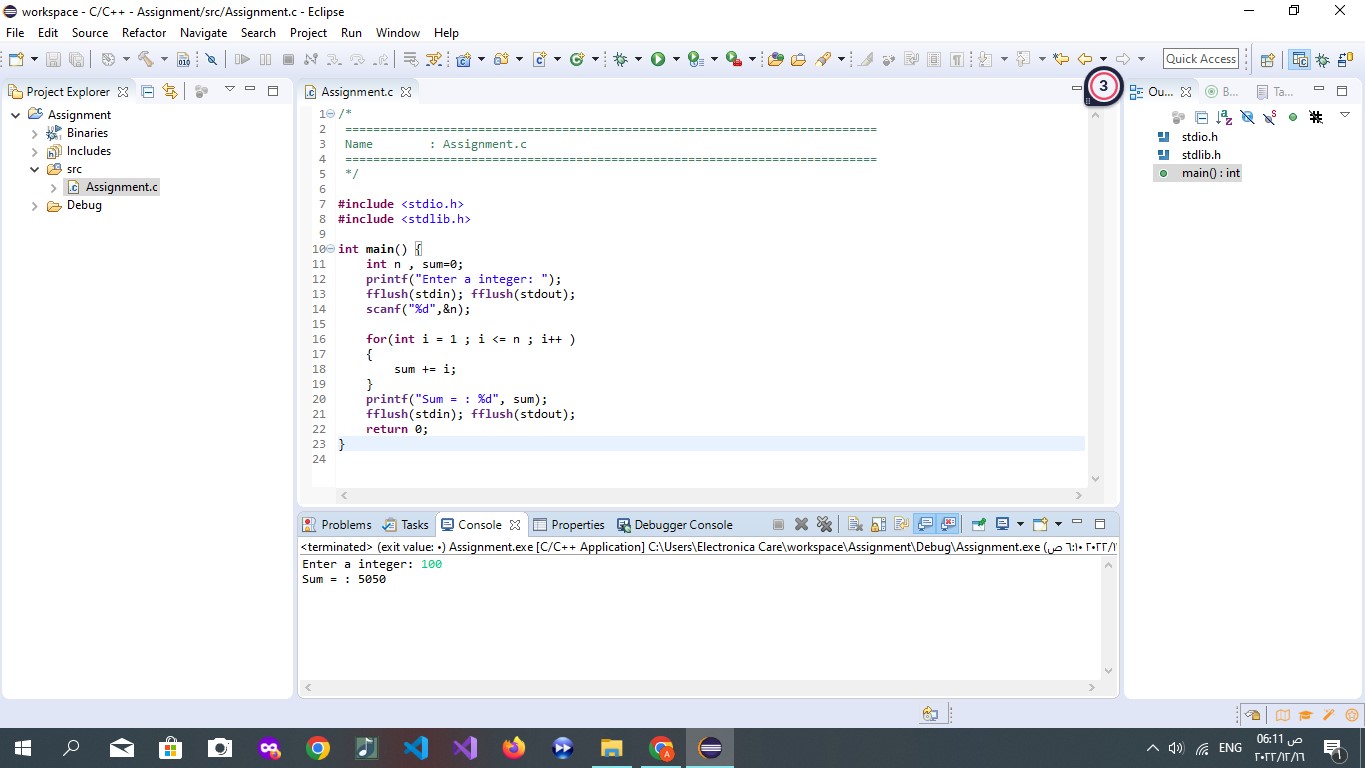 workspace - C/C++ - Assignment/src/Assignment.c - Eclipse
File Edit Source Refactor Navigate Search Project Run Window Help
Quick Access
3
Project Explorer
Assignment
Binaries
Includes
src
Assignment.c
Debug
Assignment.c
1 /*
2 ============================================================================
3 Name        : Assignment.c
4 ============================================================================
5 */
6
7 #include <stdio.h>
8 #include <stdlib.h>
9
10 int main() {
11     int n , sum=0;
12     printf("Enter a integer: ");
13     fflush(stdin); fflush(stdout);
14     scanf("%d",&n);
15
16     for(int i = 1 ; i <= n ; i++ )
17     {
18         sum += i;
19     }
20     printf("Sum = : %d", sum);
21     fflush(stdin); fflush(stdout);
22     return 0;
23 }
24
Ou... B... Ta...
stdio.h
stdlib.h
main() : int
Problems Tasks Console Properties Debugger Console
<terminated> (exit value: ٠) Assignment.exe [C/C++ Application] C:\Users\Electronica Care\workspace\Assignment\Debug\Assignment.exe (ص ٦:١٠ ٢٠٢٢/١
Enter a integer: 100
Sum = : 5050
ENG
06:11 ص
٢٠٢٢/١٢/١٦
1